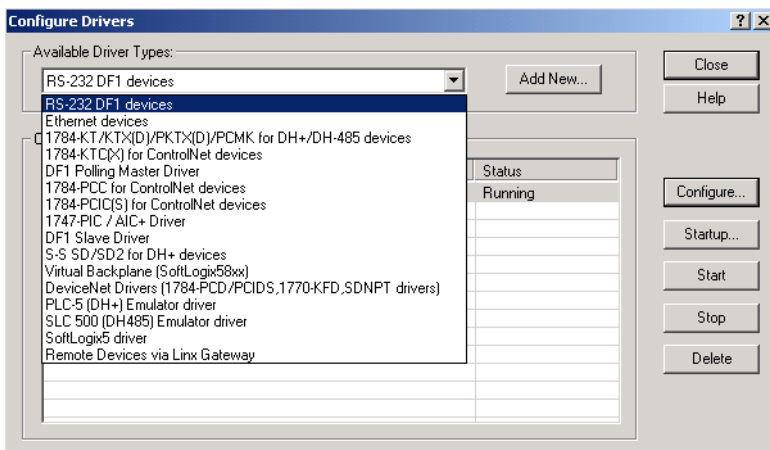 Configure Drivers
Available Driver Types:
RS-232 DF1 devices
Add New...
Close
Help
RS-232 DF1 devices
Ethernet devices
1784-KT/KTX(D)/PKTX(D)/PCMK for DH+/DH-485 devices
1784-KTC(X) for ControlNet devices
DF1 Polling Master Driver
1784-PCC for ControlNet devices
1784-PCIC(S) for ControlNet devices
1747-PIC / AIC+ Driver
DF1 Slave Driver
S-S SD/SD2 for DH+ devices
Virtual Backplane (SoftLogix58xx)
DeviceNet Drivers (1784-PCD/PCIDS,1770-KFD,SDNPT drivers)
PLC-5 (DH+) Emulator driver
SLC 500 (DH485) Emulator driver
SoftLogix5 driver
Remote Devices via Linx Gateway
Status
Running
Configure...
Startup...
Start
Stop
Delete